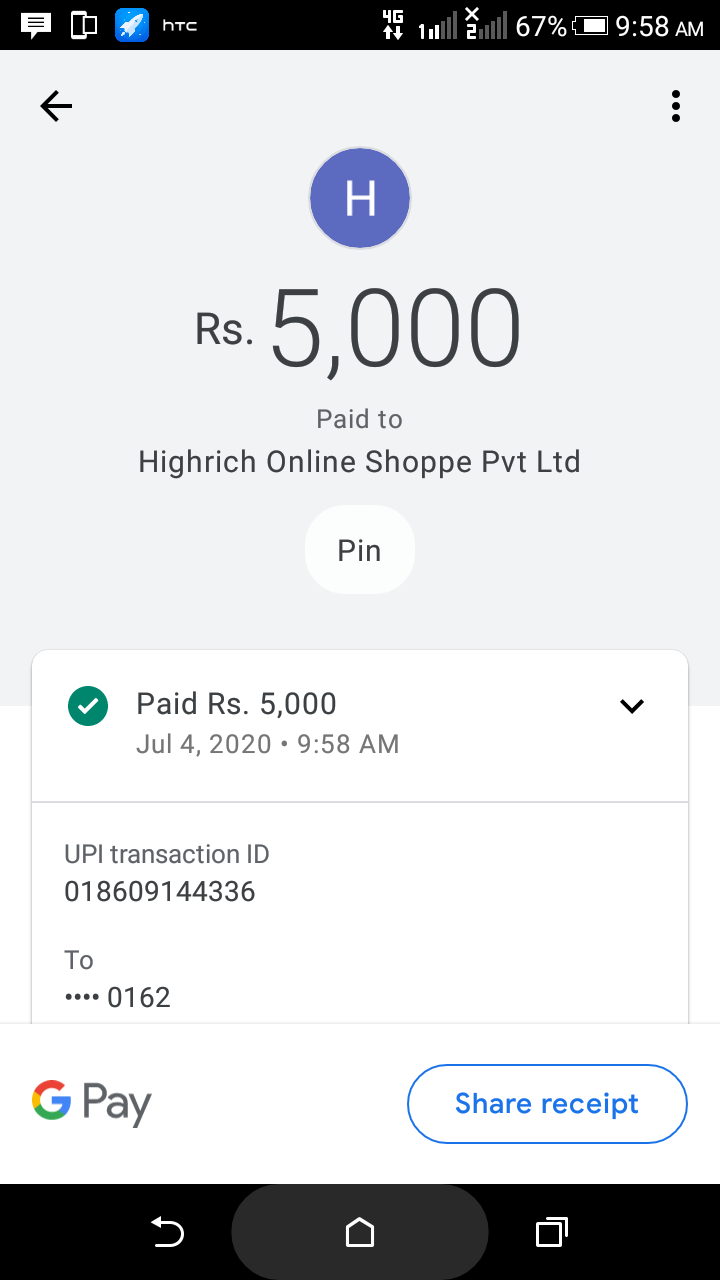 hTC 4G 1 2 67% 9:58 AM
H
Rs. 5,000
Paid to
Highrich Online Shoppe Pvt Ltd
Pin
Paid Rs. 5,000
Jul 4, 2020 • 9:58 AM
UPI transaction ID
018609144336
To
•••• 0162
G Pay
Share receipt